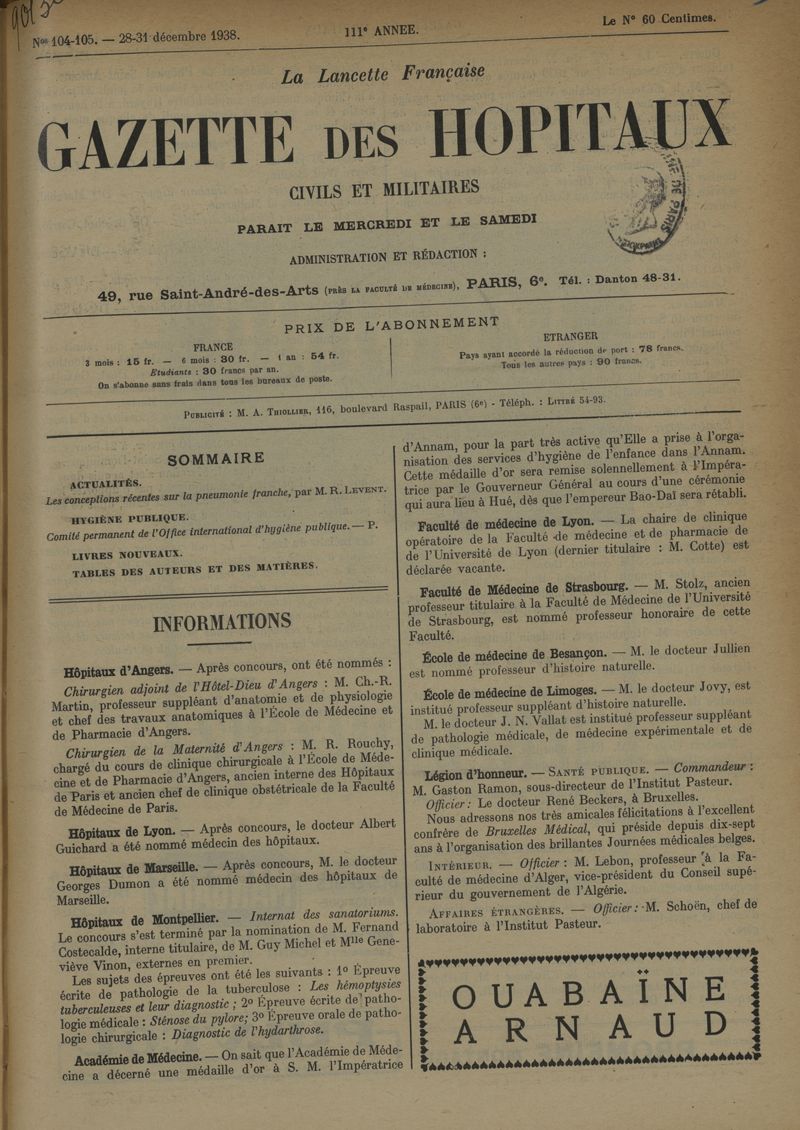 Nos 104-105. — 28-31 décembre 1938.
111e ANNEE.
Le N° 60 Centimes.
La Lancette Française
GAZETTE DES HOPITAUX
CIVILS ET MILITAIRES
PARAIT LE MERCREDI ET LE SAMEDI
ADMINISTRATION ET RÉDACTION :
49, rue Saint-André-des-Arts (PRÈS LA FACULTÉ DE MÉDECINE), PARIS, 6e. Tél. : Danton 48-31.
PRIX DE L'ABONNEMENT
FRANCE
3 mois : 15 fr. — 6 mois : 30 fr. — 1 an : 54 fr.
Etudiants : 30 francs par an.
On s'abonne sans frais dans tous les bureaux de poste.
ETRANGER
Pays ayant accordé la réduction de port : 78 francs.
Tous les autres pays : 90 francs.
PUBLICITÉ : M. A. THIOLLIER, 116, boulevard Raspail, PARIS (6e) - Téléph. : LITTRÉ 54-93.
SOMMAIRE
ACTUALITÉS.
Les conceptions récentes sur la pneumonie franche, par M. R. LEVENT.
HYGIÈNE PUBLIQUE.
Comité permanent de l'Office international d'hygiène publique. — P.
LIVRES NOUVEAUX.
TABLES DES AUTEURS ET DES MATIÈRES.
INFORMATIONS
Hôpitaux d'Angers. — Après concours, ont été nommés :
Chirurgien adjoint de l'Hôtel-Dieu d'Angers : M. Ch.-R.
Martin, professeur suppléant d'anatomie et de physiologie
et chef des travaux anatomiques à l'École de Médecine et
de Pharmacie d'Angers.
Chirurgien de la Maternité d'Angers : M. R. Rouchy,
chargé du cours de clinique chirurgicale à l'École de Méde-
cine et de Pharmacie d'Angers, ancien interne des Hôpitaux
de Paris et ancien chef de clinique obstétricale de la Faculté
de Médecine de Paris.
Hôpitaux de Lyon. — Après concours, le docteur Albert
Guichard a été nommé médecin des hôpitaux.
Hôpitaux de Marseille. — Après concours, M. le docteur
Georges Dumon a été nommé médecin des hôpitaux de
Marseille.
Hôpitaux de Montpellier. — Internat des sanatoriums.
Le concours s'est terminé par la nomination de M. Fernand
Costecalde, interne titulaire, de M. Guy Michel et Mlle Gene-
viève Vinon, externes en premier.
Les sujets des épreuves ont été les suivants : 1o Épreuve
écrite de pathologie de la tuberculose : Les hémoptysies
tuberculeuses et leur diagnostic ; 2o Épreuve écrite de patho-
logie médicale : Sténose du pylore; 3o Épreuve orale de patho-
logie chirurgicale : Diagnostic de l'hydarthrose.
Académie de Médecine. — On sait que l'Académie de Méde-
cine a décerné une médaille d'or à S. M. l'Impératrice
d'Annam, pour la part très active qu'Elle a prise à l'orga-
nisation des services d'hygiène de l'enfance dans l'Annam.
Cette médaille d'or sera remise solennellement à l'Impéra-
trice par le Gouverneur Général au cours d'une cérémonie
qui aura lieu à Hué, dès que l'empereur Bao-Daï sera rétabli.
Faculté de médecine de Lyon. — La chaire de clinique
opératoire de la Faculté de médecine et de pharmacie de
de l'Université de Lyon (dernier titulaire : M. Cotte) est
déclarée vacante.
Faculté de Médecine de Strasbourg. — M. Stolz, ancien
professeur titulaire à la Faculté de Médecine de l'Université
de Strasbourg, est nommé professeur honoraire de cette
Faculté.
École de médecine de Besançon. — M. le docteur Jullien
est nommé professeur d'histoire naturelle.
École de médecine de Limoges. — M. le docteur Jovy, est
institué professeur suppléant d'histoire naturelle.
M. le docteur J. N. Vallat est institué professeur suppléant
de pathologie médicale, de médecine expérimentale et de
clinique médicale.
Légion d'honneur. — SANTÉ PUBLIQUE. — Commandeur :
M. Gaston Ramon, sous-directeur de l'Institut Pasteur.
Officier : Le docteur René Beckers, à Bruxelles.
Nous adressons nos très amicales félicitations à l'excellent
confrère de Bruxelles Médical, qui préside depuis dix-sept
ans à l'organisation des brillantes Journées médicales belges.
INTÉRIEUR. — Officier : M. Lebon, professeur à la Fa-
culté de médecine d'Alger, vice-président du Conseil supé-
rieur du gouvernement de l'Algérie.
AFFAIRES ÉTRANGÈRES. — Officier : M. Schoën, chef de
laboratoire à l'Institut Pasteur.
OUABAÏNE
ARNAUD